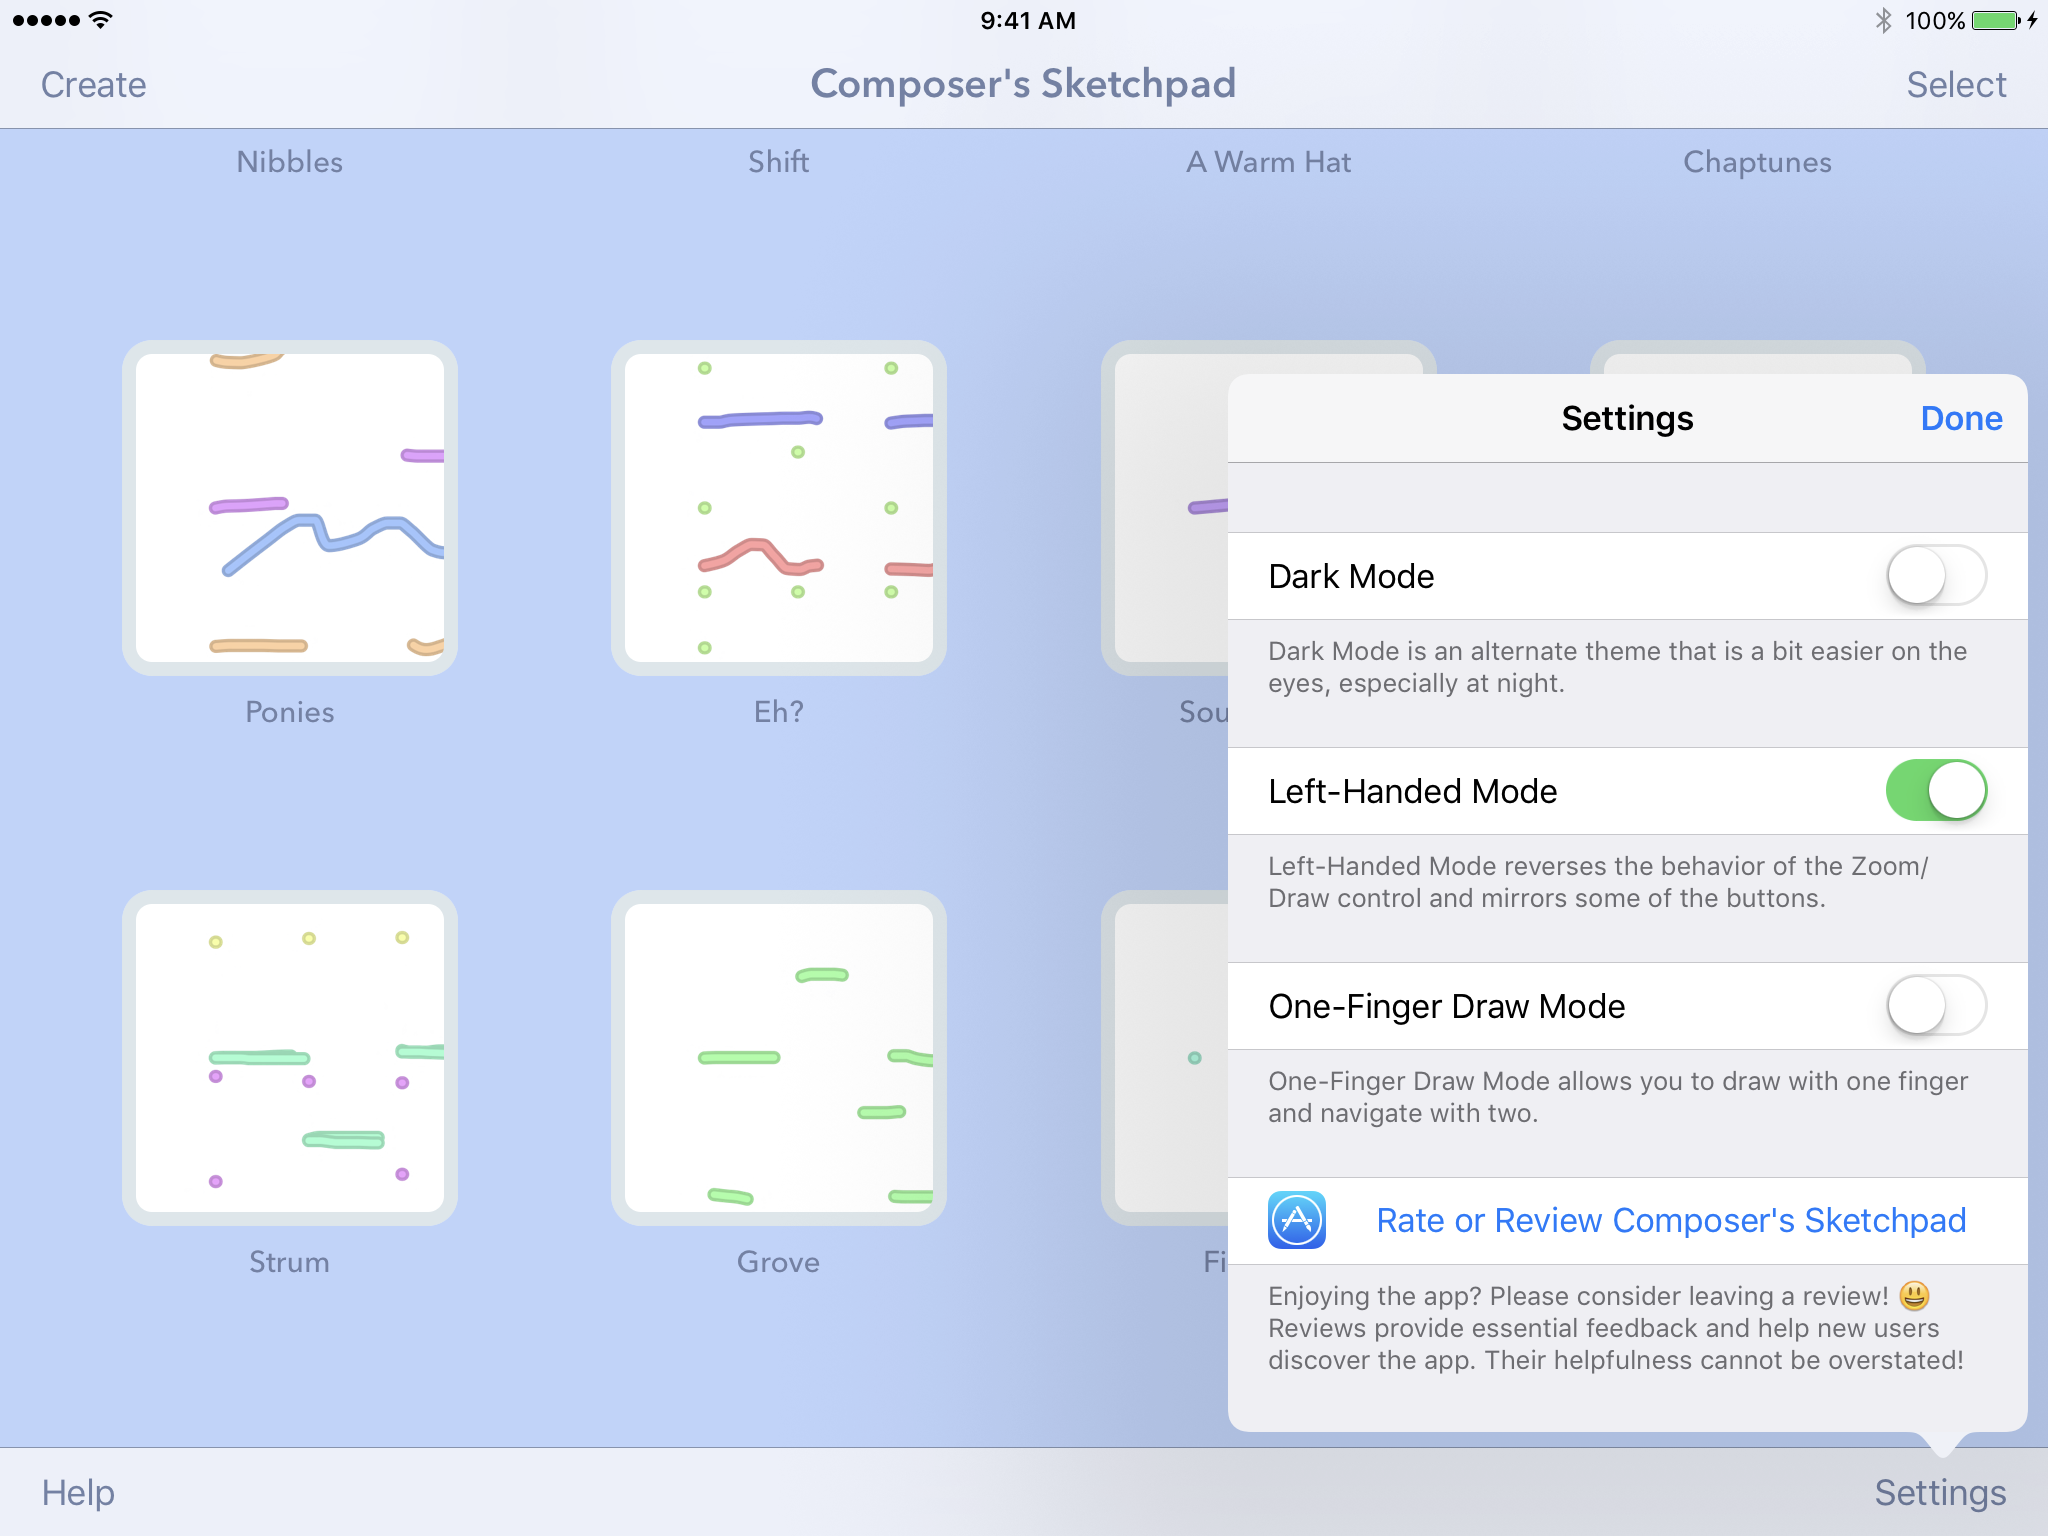 9:41 AM
100%
Create
Composer's Sketchpad
Select
Nibbles
Shift
A Warm Hat
Chaptunes
Ponies
Eh?
Strum
Grove
Settings
Done
Dark Mode
Dark Mode is an alternate theme that is a bit easier on the
eyes, especially at night.
Left-Handed Mode
Left-Handed Mode reverses the behavior of the Zoom/
Draw control and mirrors some of the buttons.
One-Finger Draw Mode
One-Finger Draw Mode allows you to draw with one finger
and navigate with two.
Rate or Review Composer's Sketchpad
Enjoying the app? Please consider leaving a review! 😃
Reviews provide essential feedback and help new users
discover the app. Their helpfulness cannot be overstated!
Help
Settings